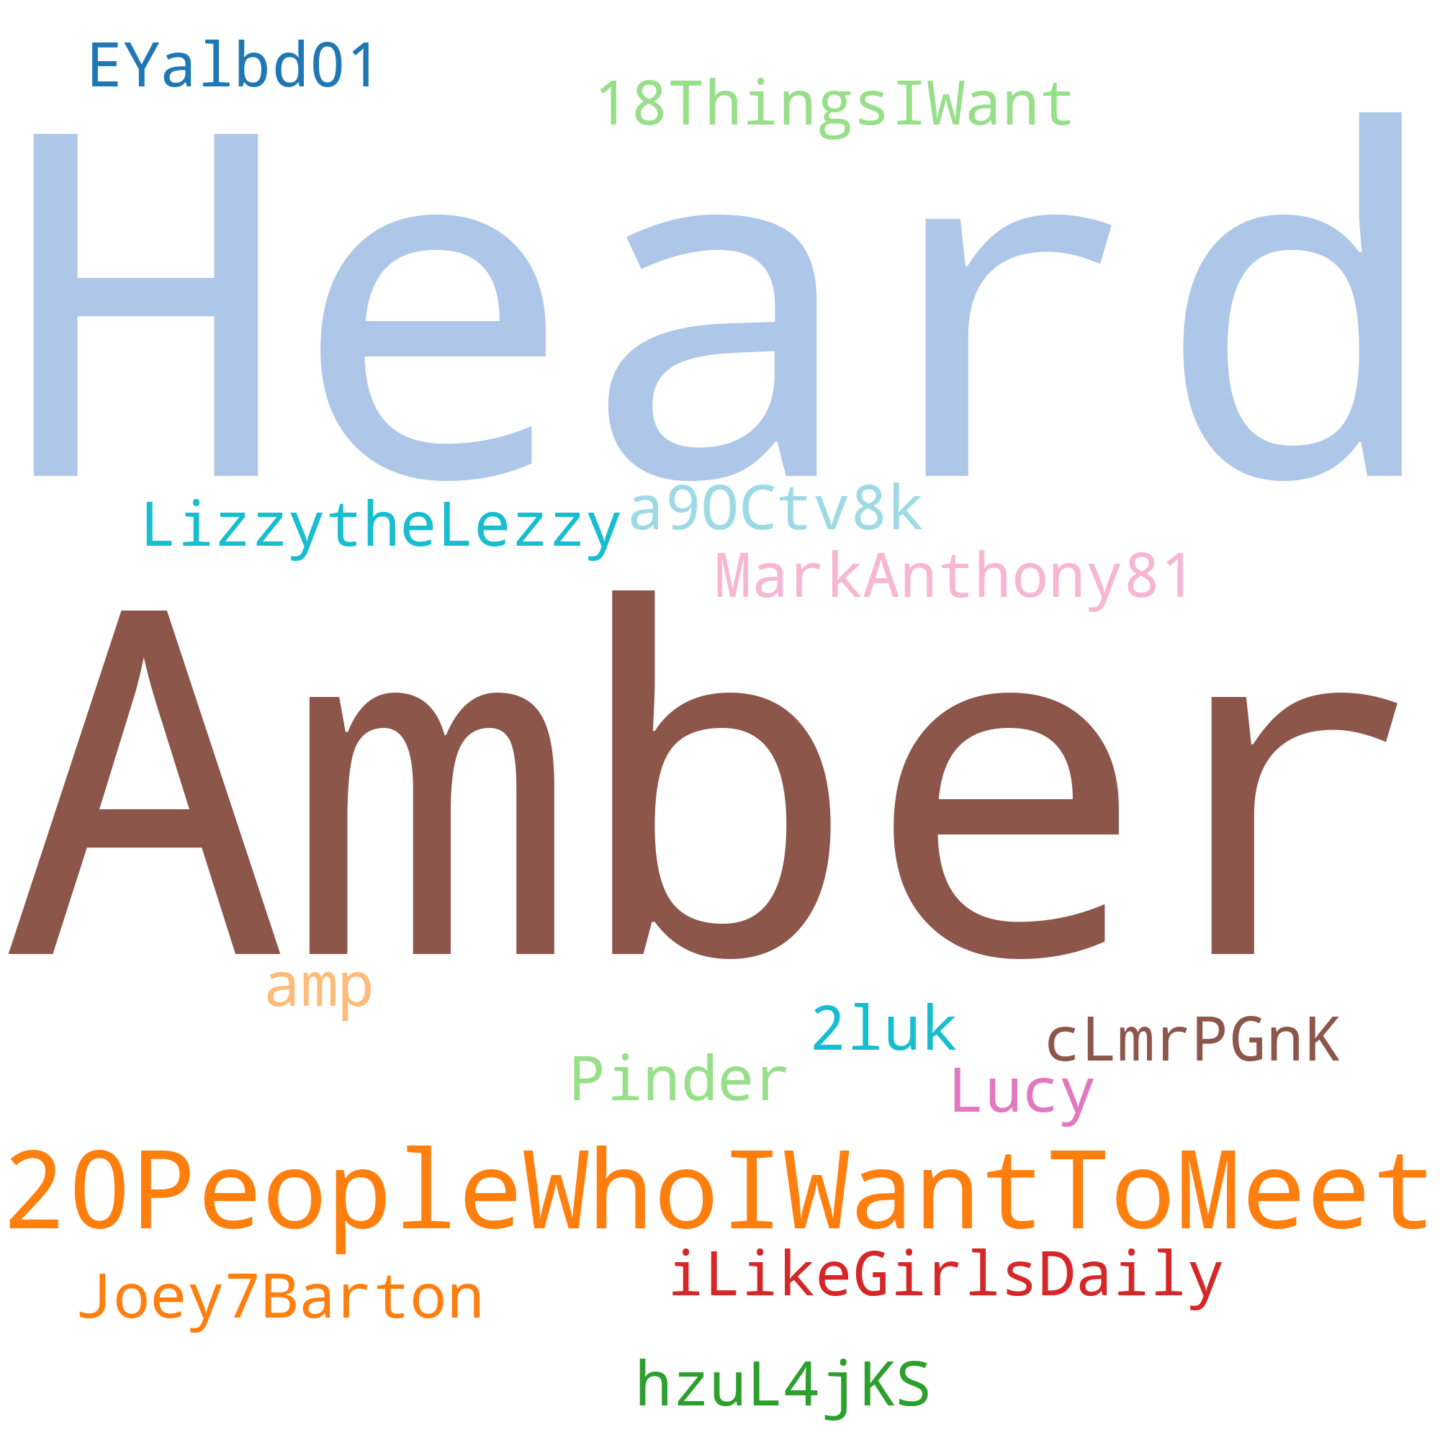 EYalbd01
18ThingsIWant
Heard
LizzytheLezzy
a9OCtv8k
MarkAnthony81
Amber
amp
2luk
cLmrPGnK
Pinder
Lucy
20PeopleWhoIWantToMeet
iLikeGirlsDaily
Joey7Barton
hzuL4jKS